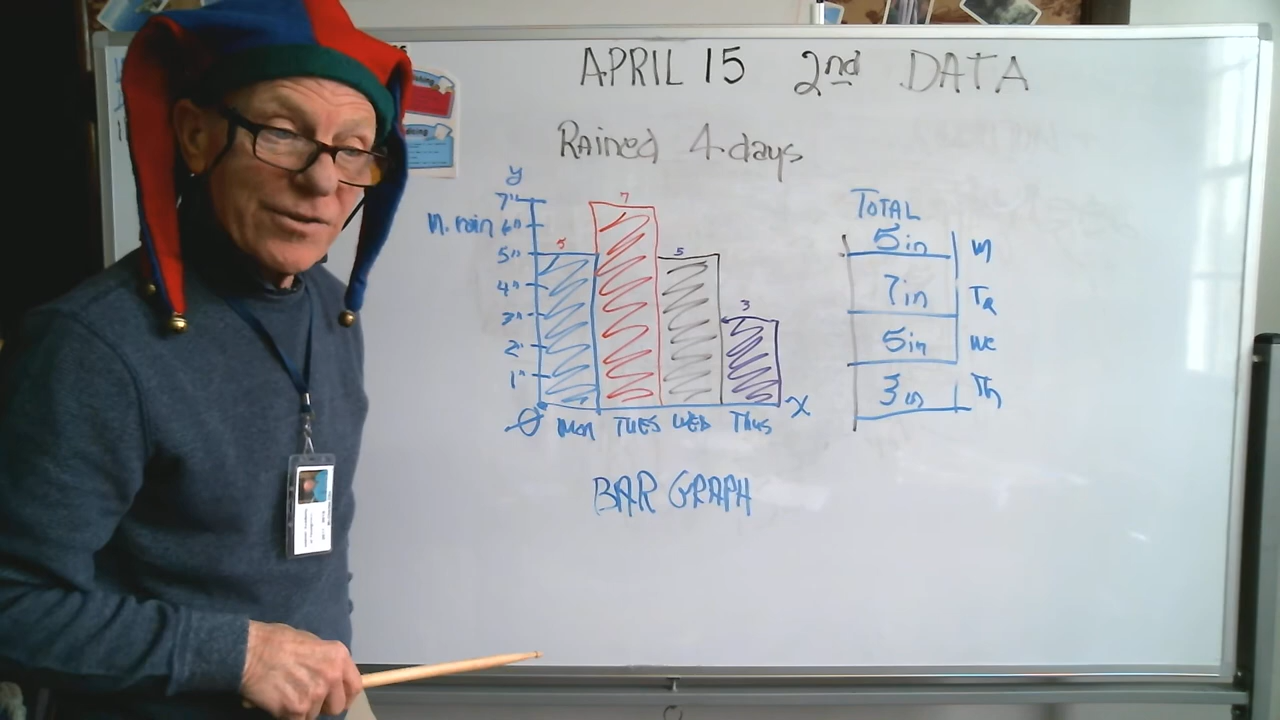 APRIL 15 2nd DATA
Rained 4 days
y
7"
n. rain 6"
5"
4"
3"
2"
1"
5
7
5
3
0
Mon TUES WED Thus
X
BAR GRAPH
TOTAL
5in M
7in Tu
5in We
3in Th